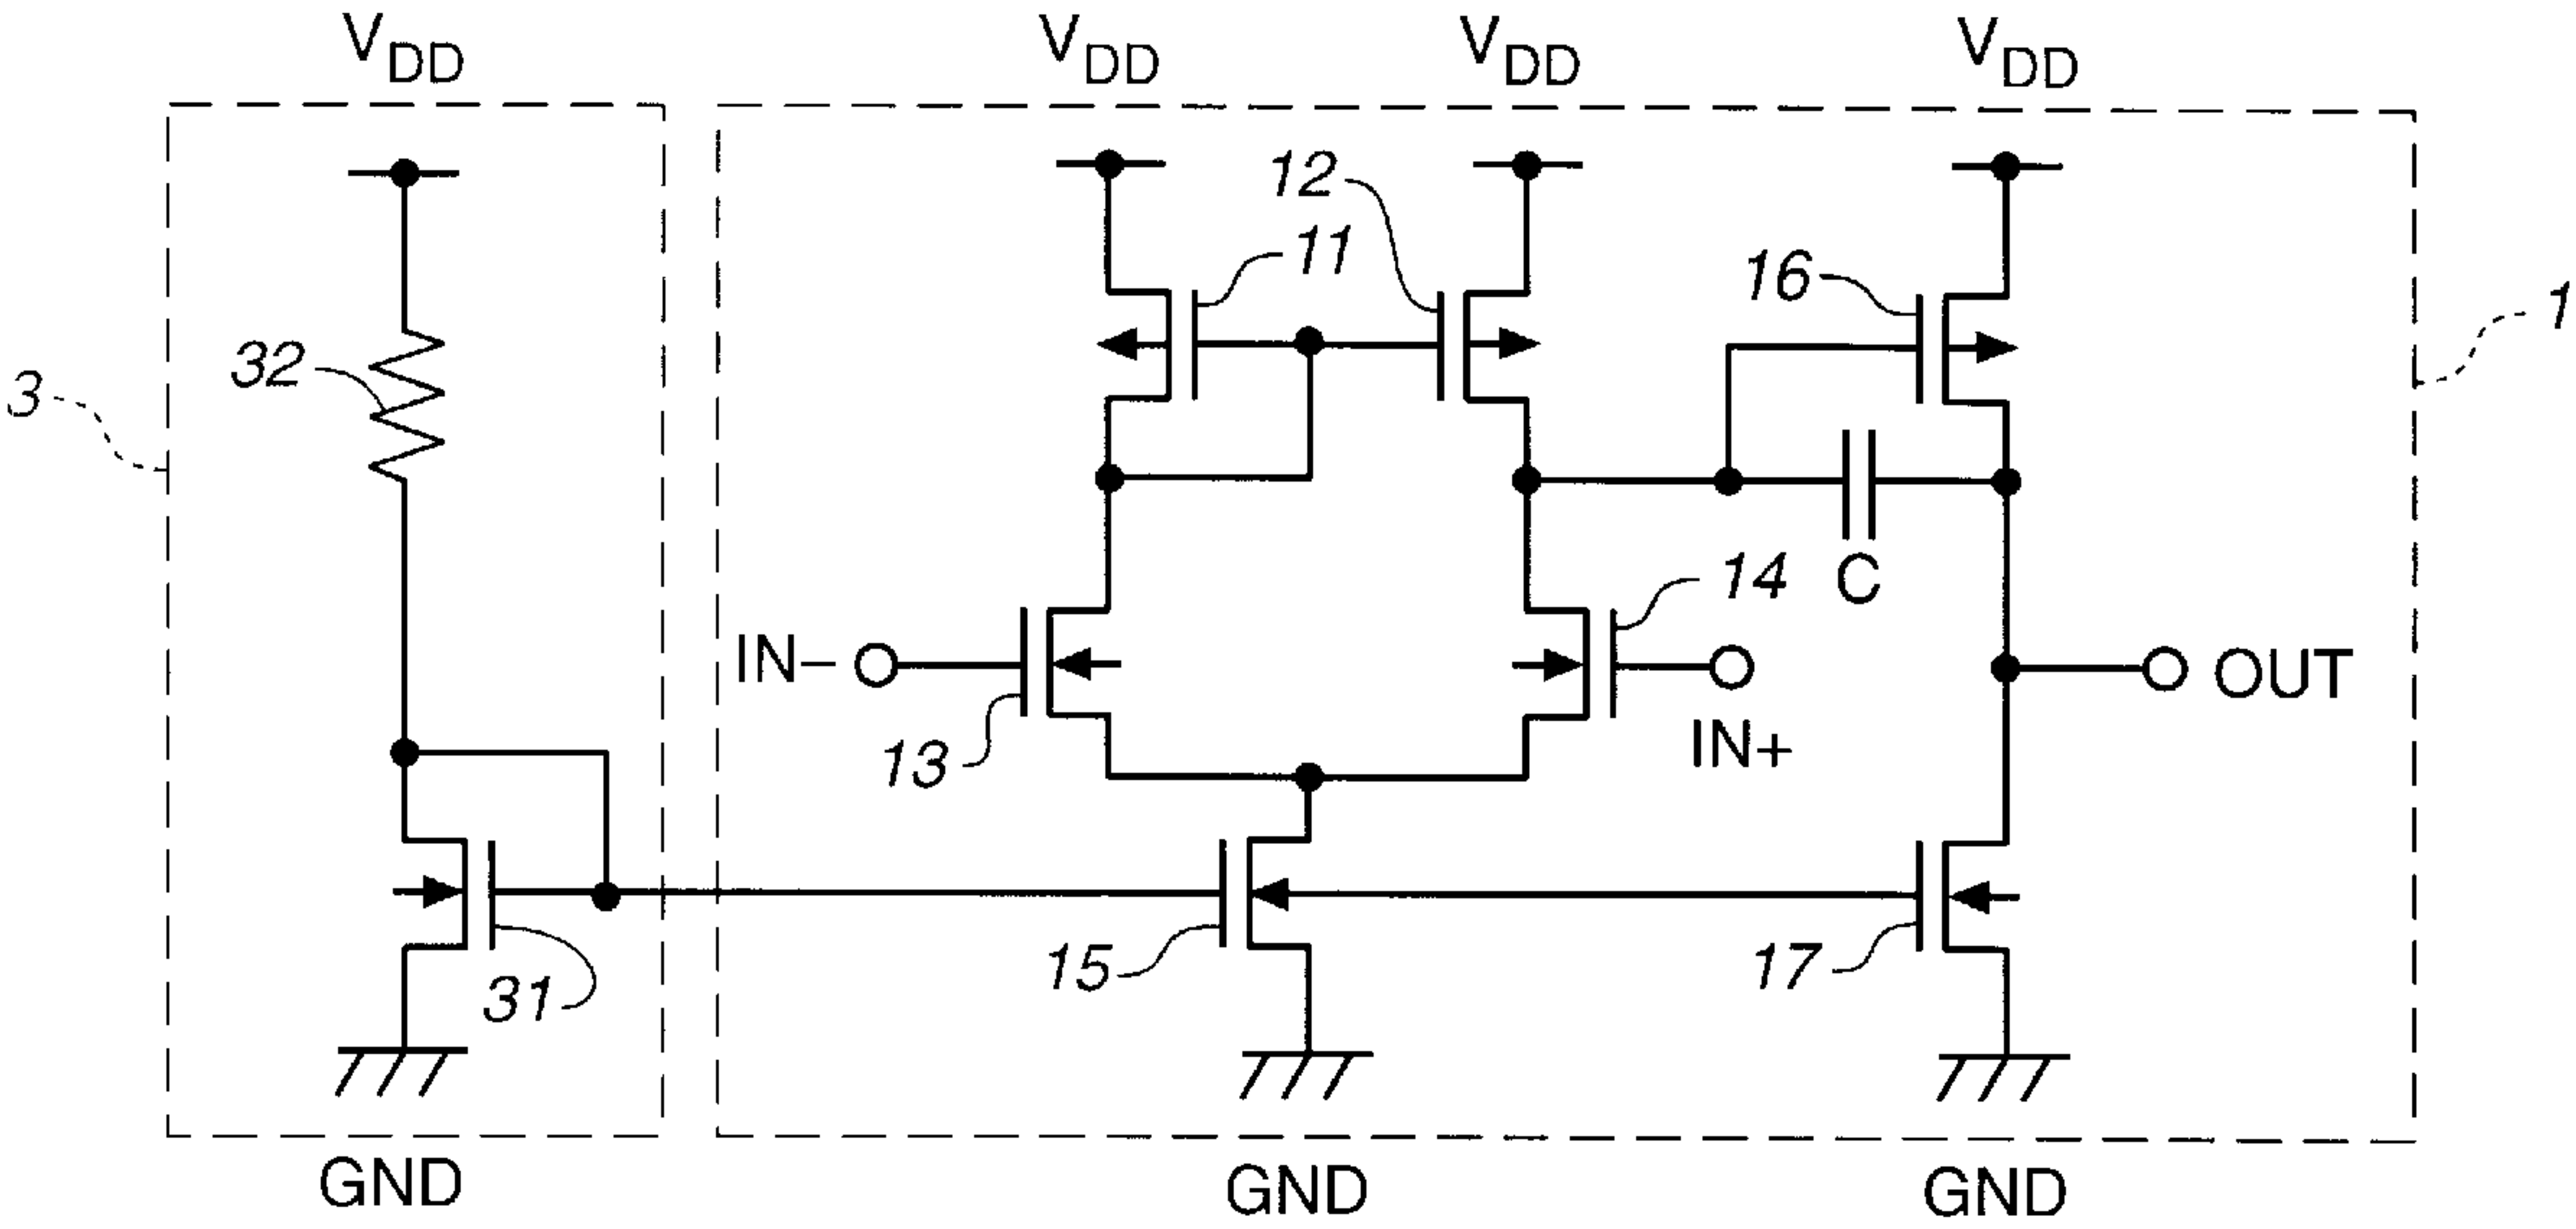 VDD
VDD
VDD
VDD
12
11
16
1
32
3
14
C
IN–
OUT
13
IN+
15
17
31
GND
GND
GND